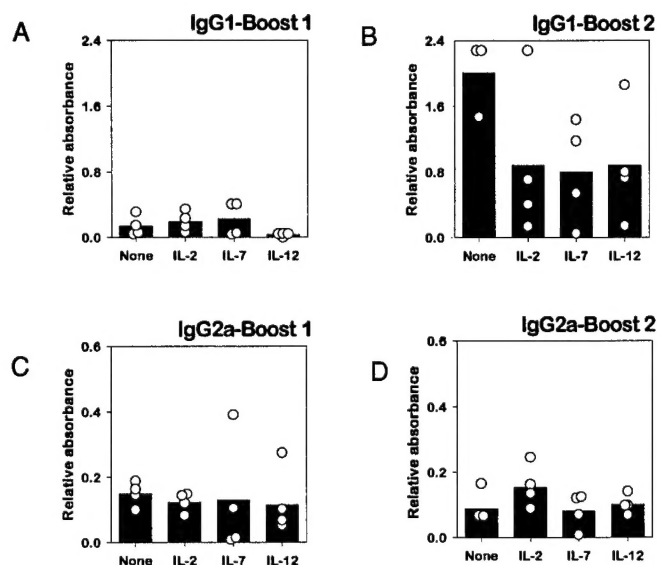 A
IgG1-Boost 1
Relative absorbance
2.4
1.6
0.8
0.0
None IL-2 IL-7 IL-12
B
IgG1-Boost 2
Relative absorbance
2.4
1.6
0.8
0.0
None IL-2 IL-7 IL-12
C
IgG2a-Boost 1
Relative absorbance
0.6
0.4
0.2
0.0
None IL-2 IL-7 IL-12
D
IgG2a-Boost 2
Relative absorbance
0.6
0.4
0.2
0.0
None IL-2 IL-7 IL-12